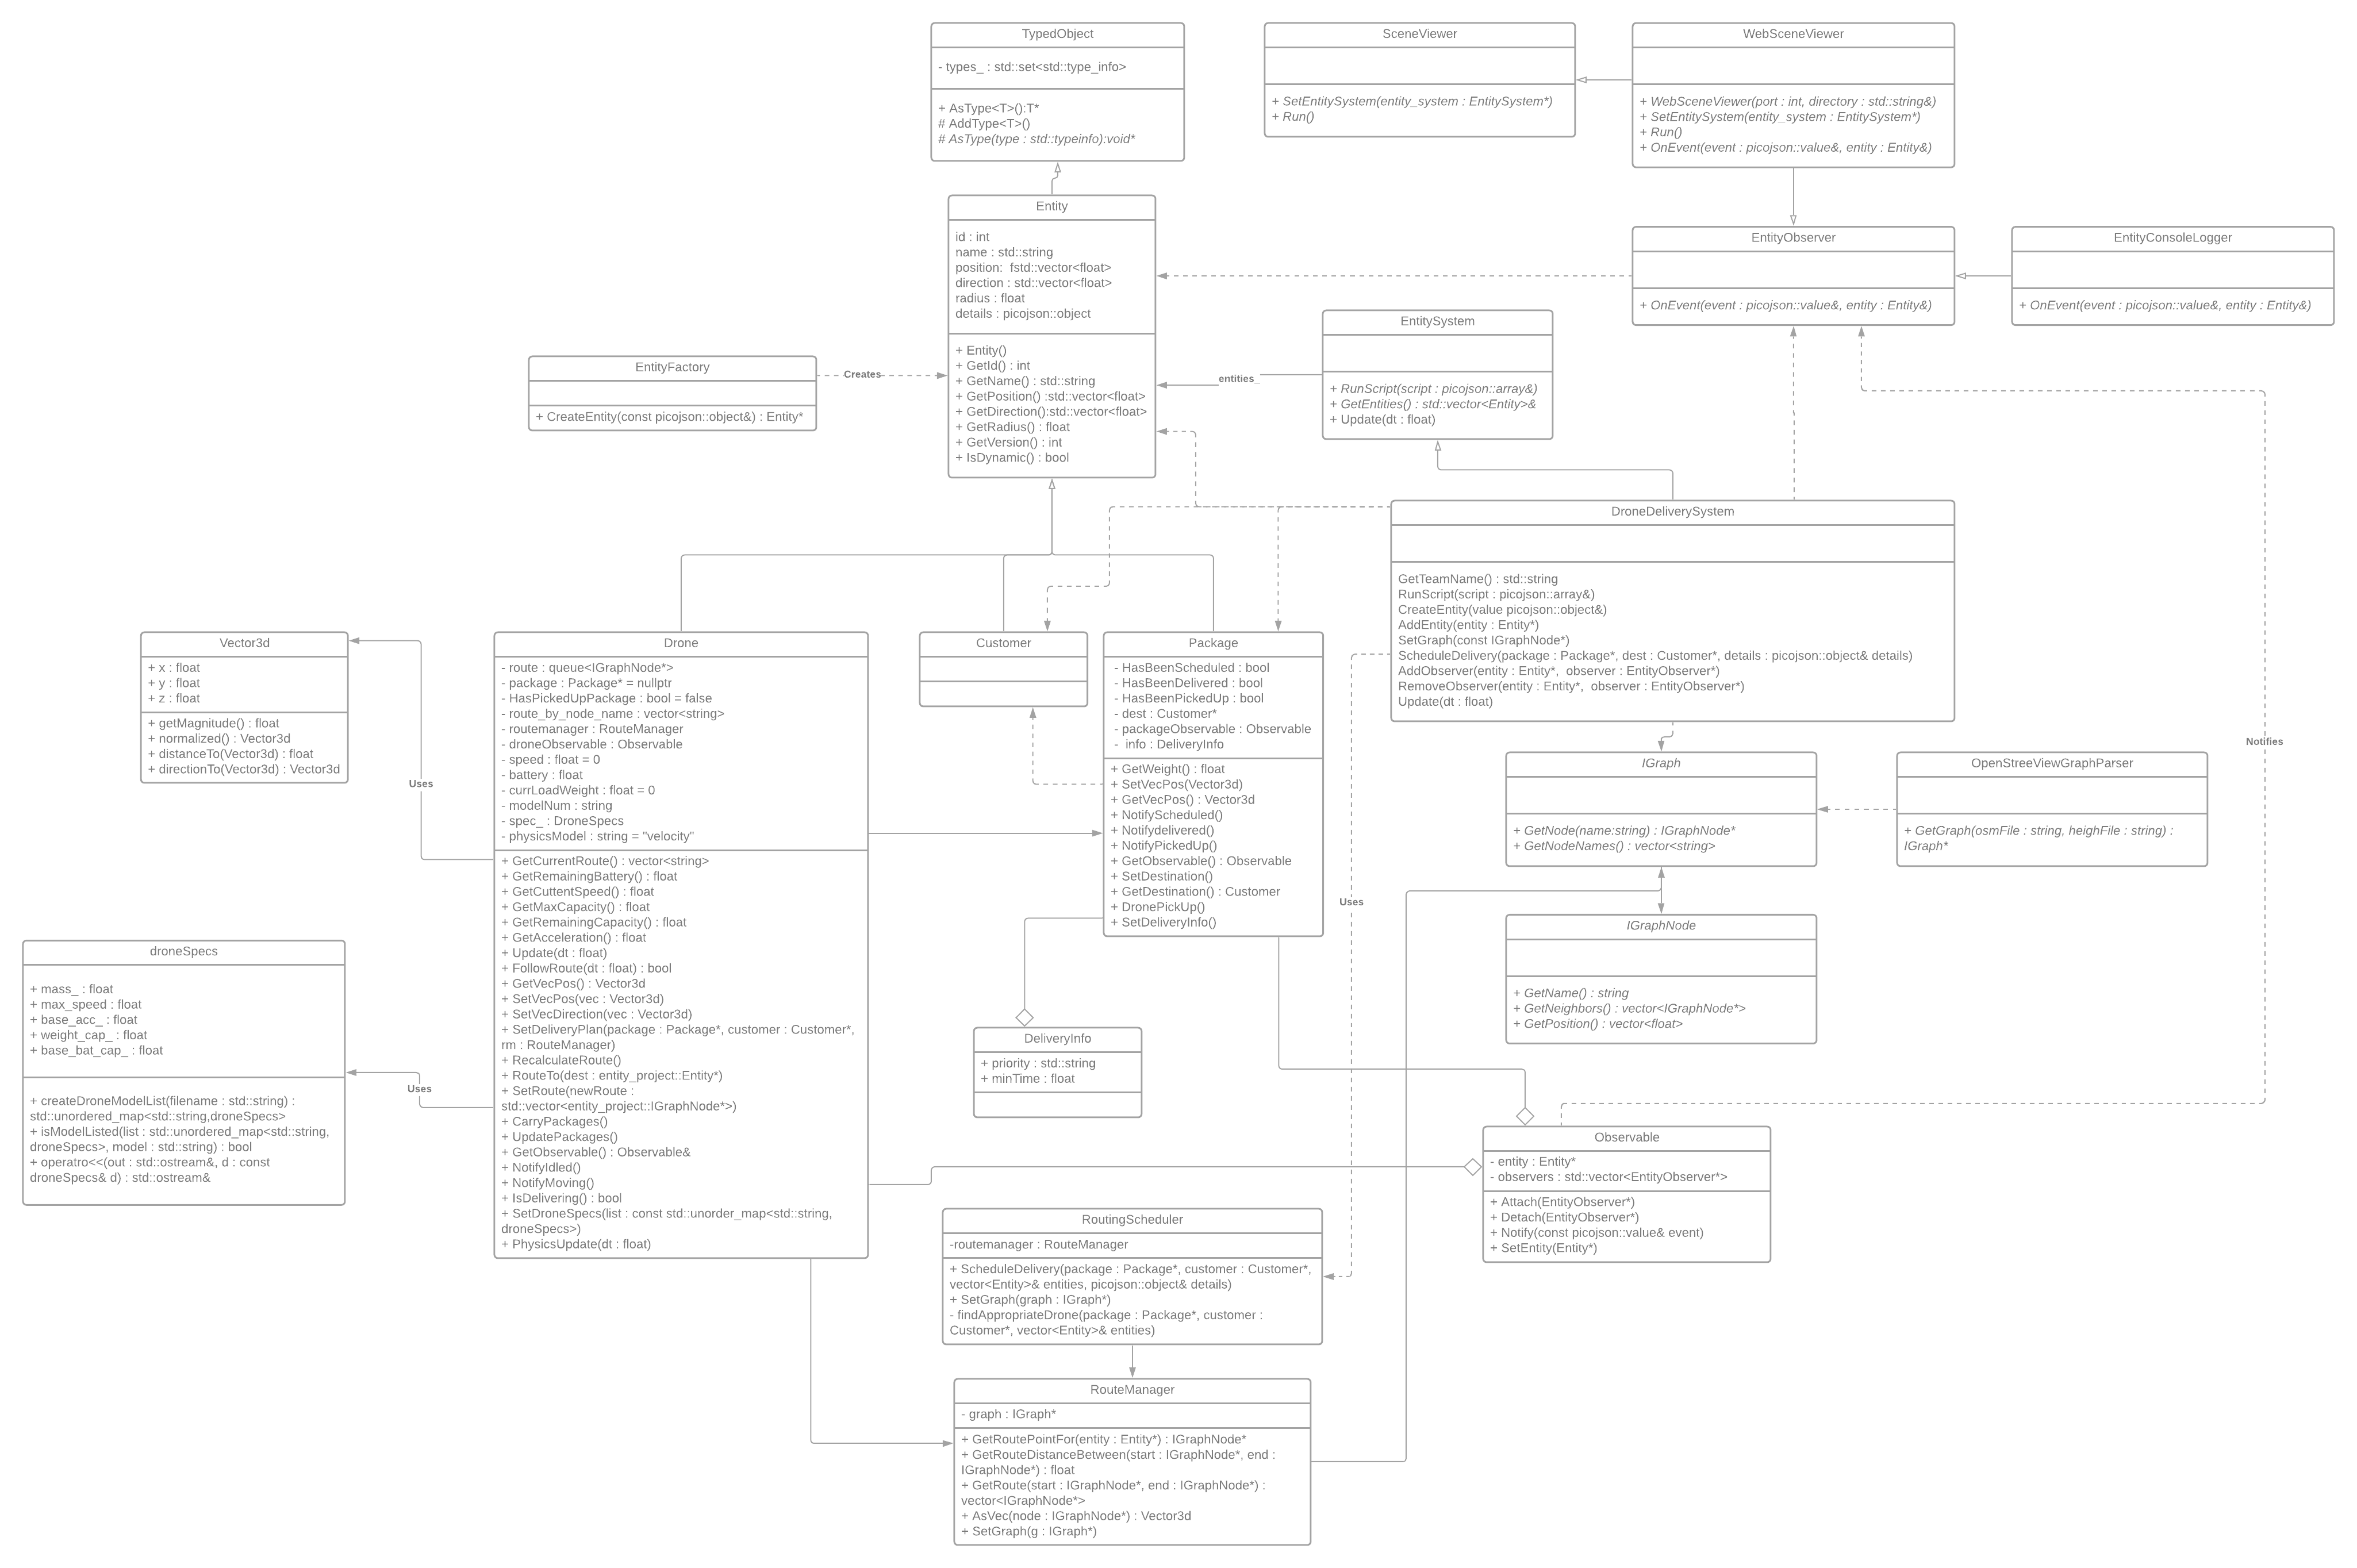 TypedObject
- types_ : std::set<std::type_info>
+ AsType<T>():T*
# AddType<T>()
# AsType(type : std::typeinfo):void*
SceneViewer
+ SetEntitySystem(entity_system : EntitySystem*)
+ Run()
WebSceneViewer
+ WebSceneViewer(port : int, directory : std::string&)
+ SetEntitySystem(entity_system : EntitySystem*)
+ Run()
+ OnEvent(event : picojson::value&, entity : Entity&)
Entity
id : int
name : std::string
position:  fstd::vector<float>
direction : std::vector<float>
radius : float
details : picojson::object
+ Entity()
+ GetId() : int
+ GetName() : std::string
+ GetPosition() :std::vector<float>
+ GetDirection():std::vector<float>
+ GetRadius() : float
+ GetVersion() : int
+ IsDynamic() : bool
EntityObserver
+ OnEvent(event : picojson::value&, entity : Entity&)
EntityConsoleLogger
+ OnEvent(event : picojson::value&, entity : Entity&)
EntitySystem
+ RunScript(script : picojson::array&)
+ GetEntities() : std::vector<Entity>&
+ Update(dt : float)
entities_
EntityFactory
+ CreateEntity(const picojson::object&) : Entity*
Creates
DroneDeliverySystem
GetTeamName() : std::string
RunScript(script : picojson::array&)
CreateEntity(value picojson::object&)
AddEntity(entity : Entity*)
SetGraph(const IGraphNode*)
ScheduleDelivery(package : Package*, dest : Customer*, details : picojson::object& details)
AddObserver(entity : Entity*,  observer : EntityObserver*)
RemoveObserver(entity : Entity*,  observer : EntityObserver*)
Update(dt : float)
Vector3d
+ x : float
+ y : float
+ z : float
+ getMagnitude() : float
+ normalized() : Vector3d
+ distanceTo(Vector3d) : float
+ directionTo(Vector3d) : Vector3d
Uses
Drone
- route : queue<IGraphNode*>
- package : Package* = nullptr
- HasPickedUpPackage : bool = false
- route_by_node_name : vector<string>
- routemanager : RouteManager
- droneObservable : Observable
- speed : float = 0
- battery : float
- currLoadWeight : float = 0
- modelNum : string
- spec_ : DroneSpecs
- physicsModel : string = "velocity"
+ GetCurrentRoute() : vector<string>
+ GetRemainingBattery() : float
+ GetCuttentSpeed() : float
+ GetMaxCapacity() : float
+ GetRemainingCapacity() : float
+ GetAcceleration() : float
+ Update(dt : float)
+ FollowRoute(dt : float) : bool
+ GetVecPos() : Vector3d
+ SetVecPos(vec : Vector3d)
+ SetVecDirection(vec : Vector3d)
+ SetDeliveryPlan(package : Package*, customer : Customer*,
rm : RouteManager)
+ RecalculateRoute()
+ RouteTo(dest : entity_project::Entity*)
+ SetRoute(newRoute :
std::vector<entity_project::IGraphNode*>)
+ CarryPackages()
+ UpdatePackages()
+ GetObservable() : Observable&
+ NotifyIdled()
+ NotifyMoving()
+ IsDelivering() : bool
+ SetDroneSpecs(list : const std::unorder_map<std::string,
droneSpecs>)
+ PhysicsUpdate(dt : float)
Customer
Package
- HasBeenScheduled : bool
- HasBeenDelivered : bool
- HasBeenPickedUp : bool
- dest : Customer*
- packageObservable : Observable
-  info : DeliveryInfo
+ GetWeight() : float
+ SetVecPos(Vector3d)
+ GetVecPos() : Vector3d
+ NotifyScheduled()
+ Notifydelivered()
+ NotifyPickedUp()
+ GetObservable() : Observable
+ SetDestination()
+ GetDestination() : Customer
+ DronePickUp()
+ SetDeliveryInfo()
Uses
Notifies
IGraph
+ GetNode(name:string) : IGraphNode*
+ GetNodeNames() : vector<string>
OpenStreeViewGraphParser
+ GetGraph(osmFile : string, heighFile : string) :
IGraph*
IGraphNode
+ GetName() : string
+ GetNeighbors() : vector<IGraphNode*>
+ GetPosition() : vector<float>
droneSpecs
+ mass_ : float
+ max_speed : float
+ base_acc_ : float
+ weight_cap_ : float
+ base_bat_cap_ : float
+ createDroneModelList(filename : std::string) :
std::unordered_map<std::string,droneSpecs>
+ isModelListed(list : std::unordered_map<std::string,
droneSpecs>, model : std::string) : bool
+ operatro<<(out : std::ostream&, d : const
droneSpecs& d) : std::ostream&
Uses
DeliveryInfo
+ priority : std::string
+ minTime : float
Observable
- entity : Entity*
- observers : std::vector<EntityObserver*>
+ Attach(EntityObserver*)
+ Detach(EntityObserver*)
+ Notify(const picojson::value& event)
+ SetEntity(Entity*)
RoutingScheduler
-routemanager : RouteManager
+ ScheduleDelivery(package : Package*, customer : Customer*,
vector<Entity>& entities, picojson::object& details)
+ SetGraph(graph : IGraph*)
- findAppropriateDrone(package : Package*, customer :
Customer*, vector<Entity>& entities)
RouteManager
- graph : IGraph*
+ GetRoutePointFor(entity : Entity*) : IGraphNode*
+ GetRouteDistanceBetween(start : IGraphNode*, end :
IGraphNode*) : float
+ GetRoute(start : IGraphNode*, end : IGraphNode*) :
vector<IGraphNode*>
+ AsVec(node : IGraphNode*) : Vector3d
+ SetGraph(g : IGraph*)